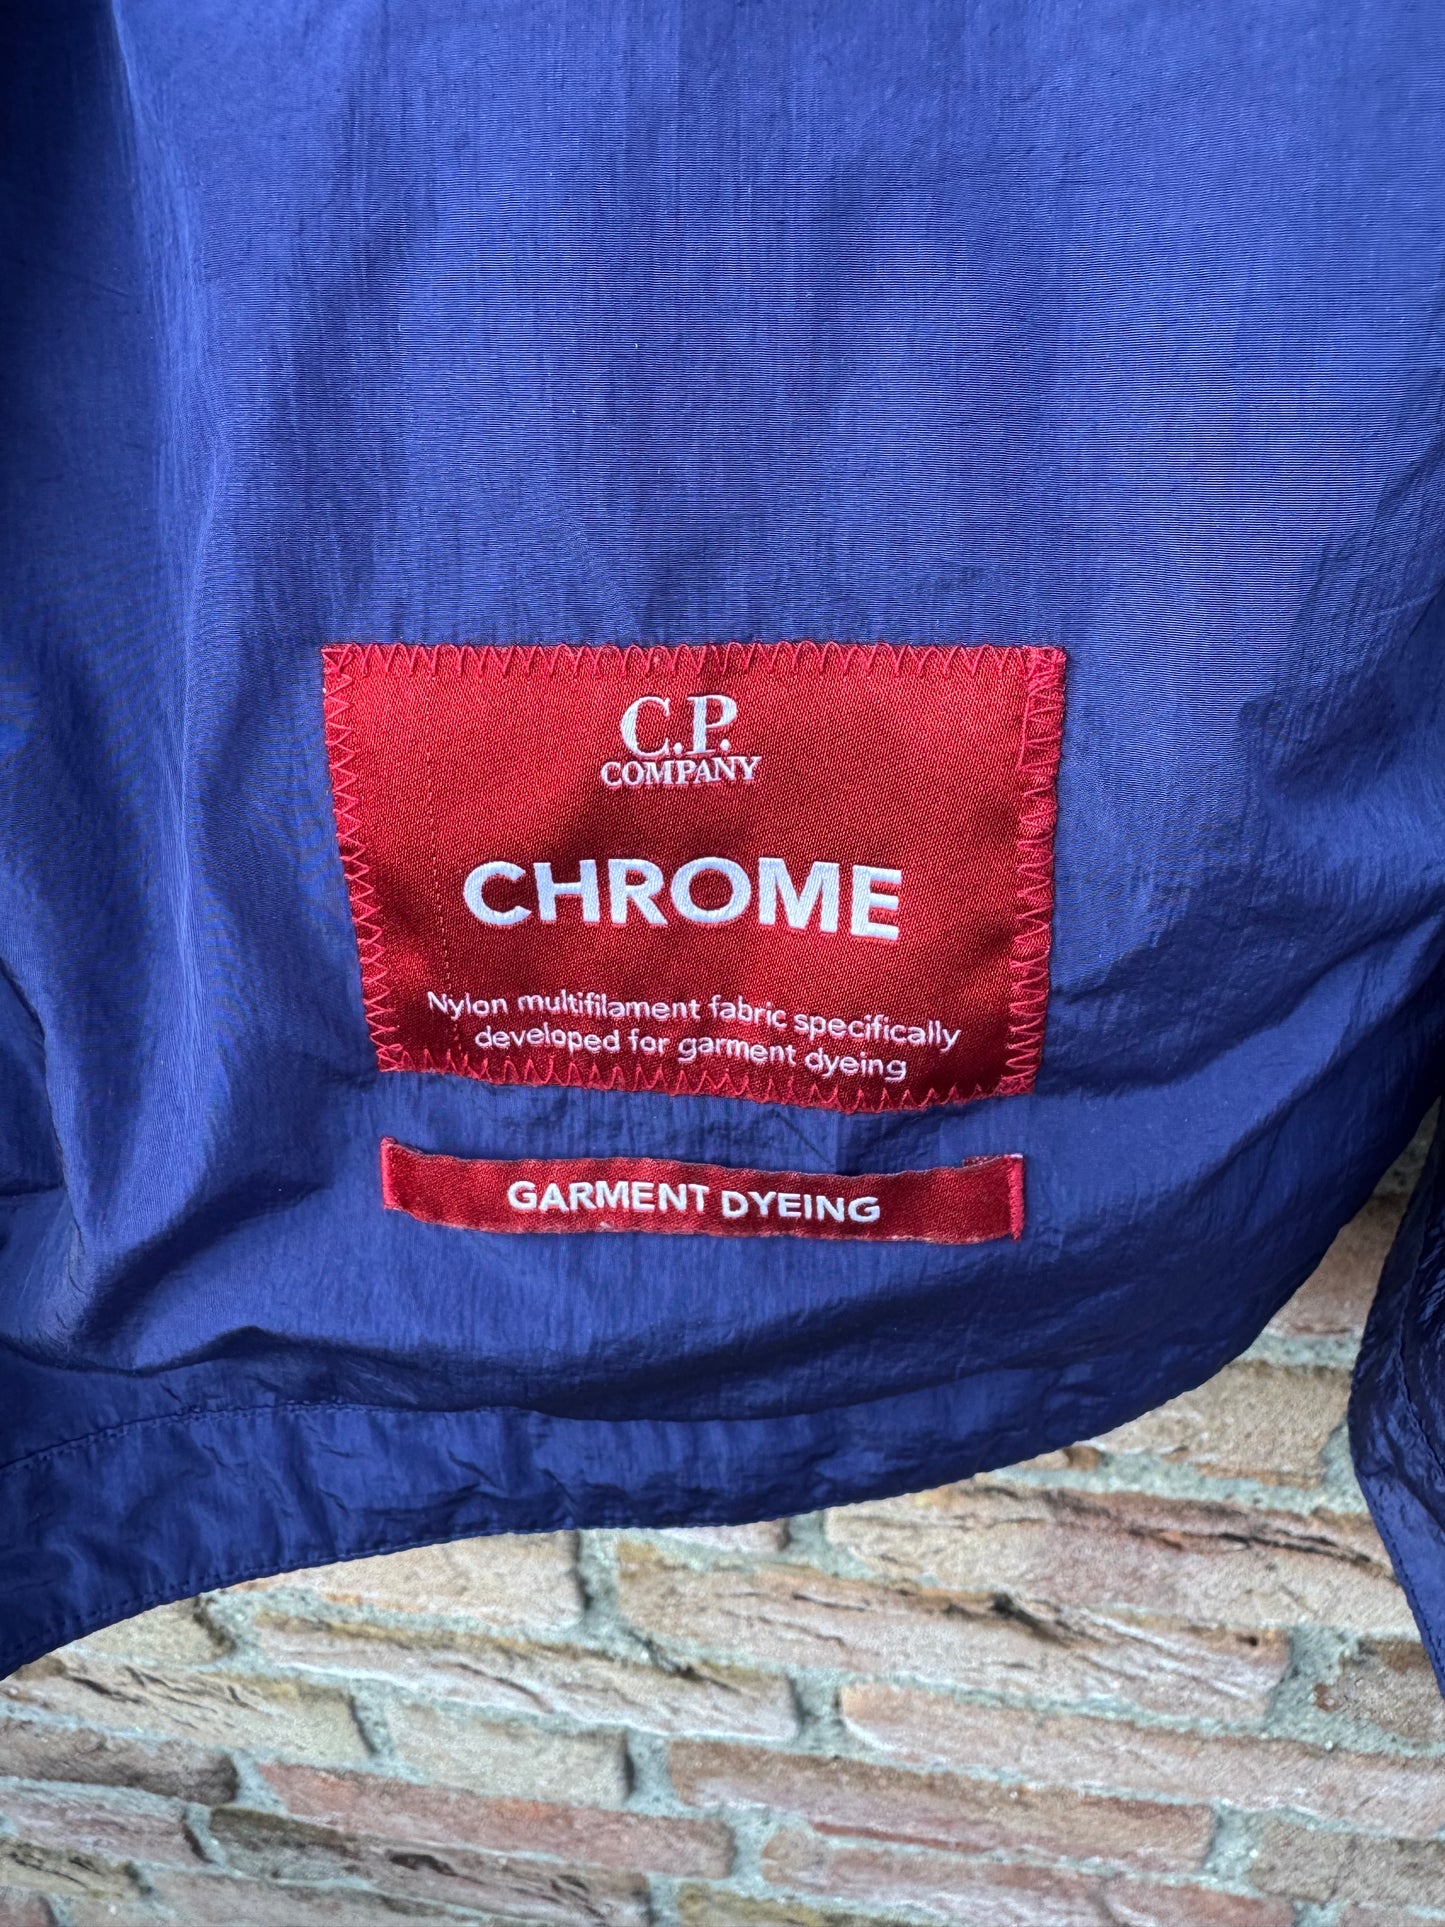 C.P.
COMPANY
CHROME
Nylon multifilament fabric specifically
developed for garment dyeing
GARMENT DYEING